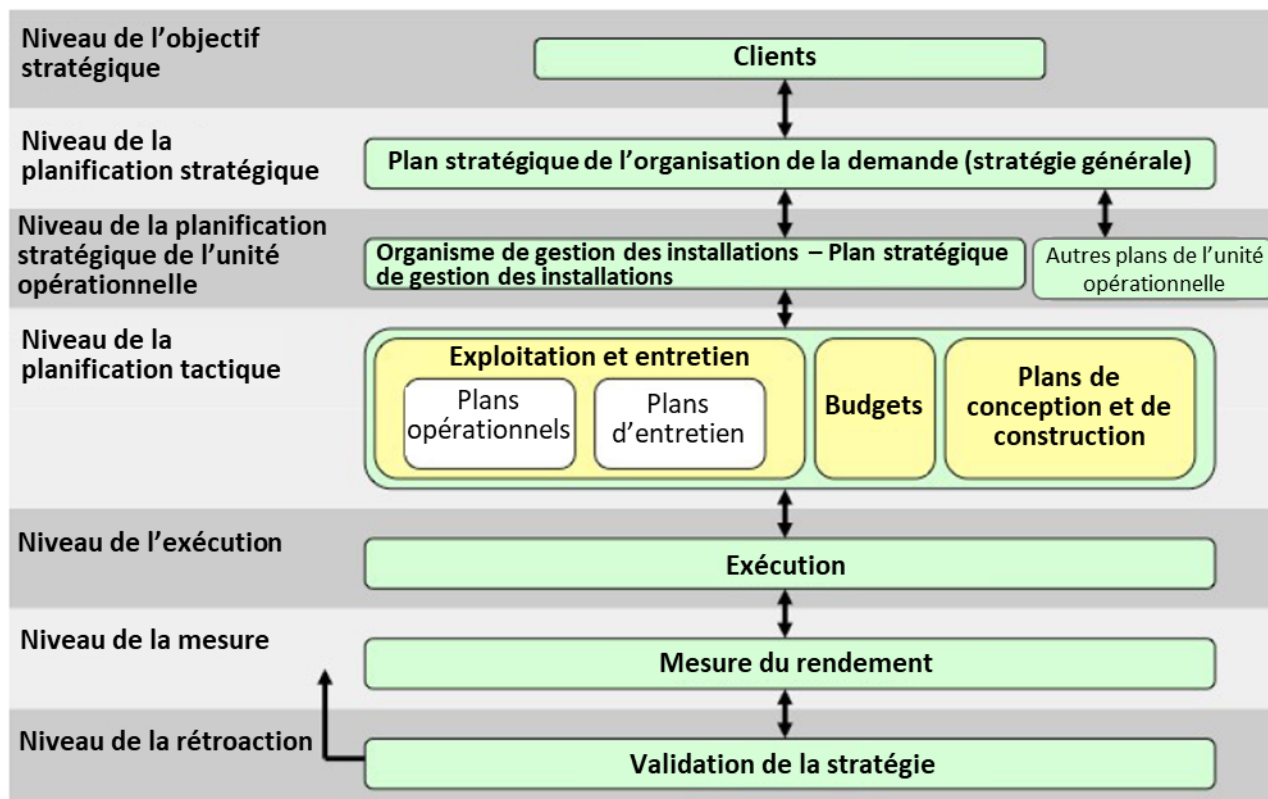 Niveau de l’objectif
stratégique
Clients
Niveau de la
planification stratégique
Plan stratégique de l’organisation de la demande (stratégie générale)
Niveau de la planification
stratégique de l’unité
opérationnelle
Organisme de gestion des installations – Plan stratégique
de gestion des installations
Autres plans de l’unité
opérationnelle
Niveau de la
planification tactique
Exploitation et entretien
Plans
opérationnels
Plans
d’entretien
Budgets
Plans de
conception et de
construction
Niveau de l’exécution
Exécution
Niveau de la mesure
Mesure du rendement
Niveau de la rétroaction
Validation de la stratégie